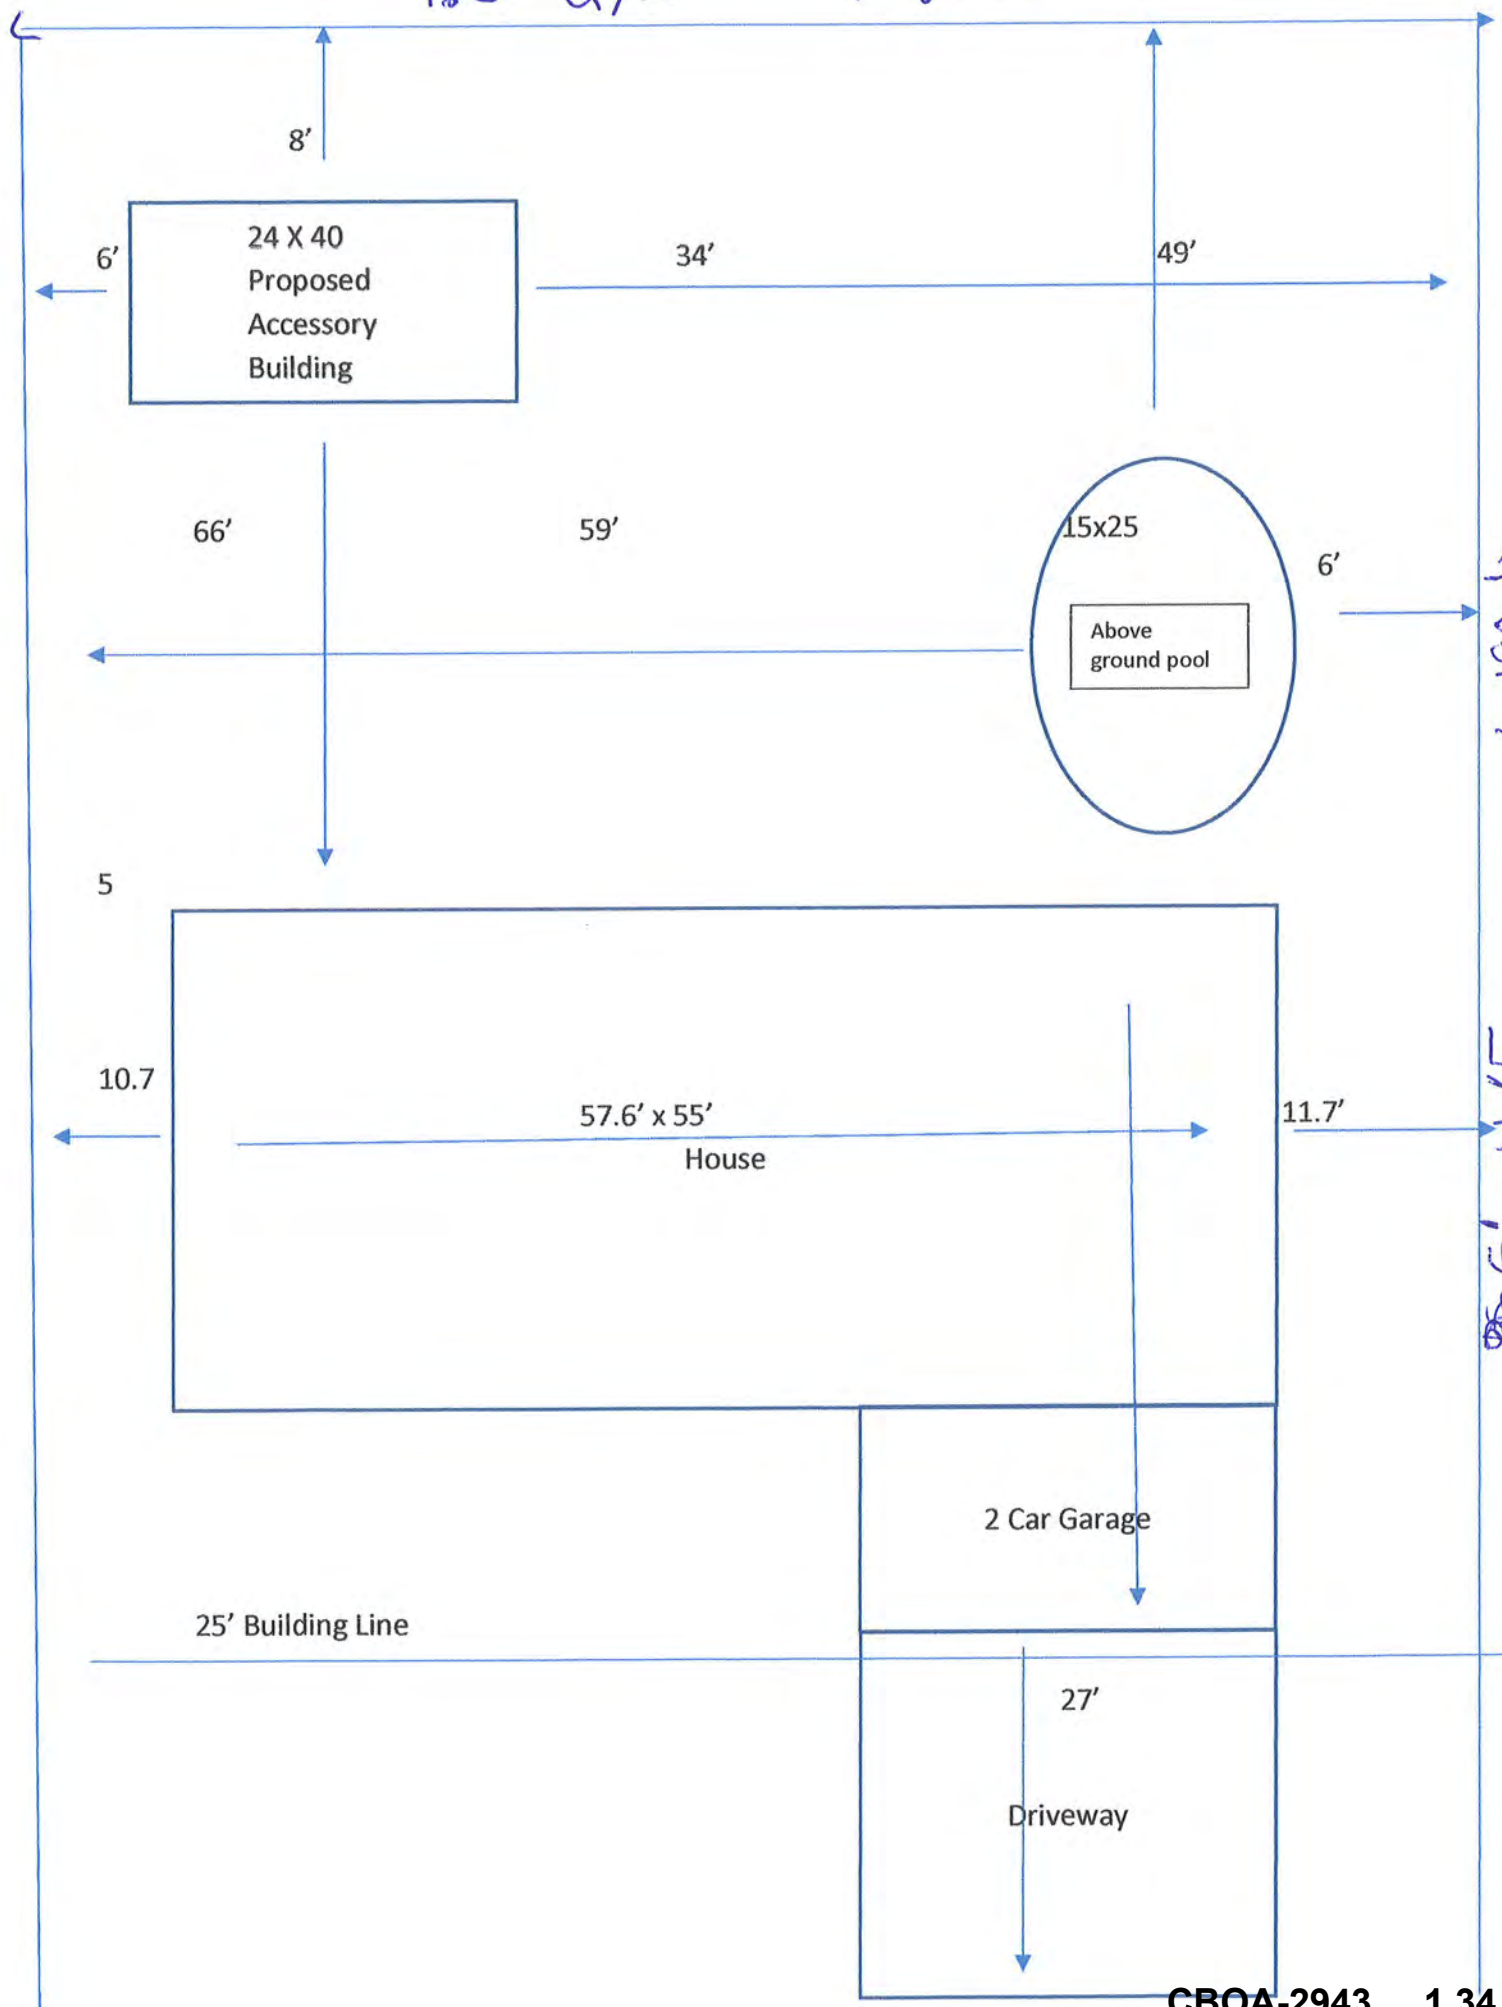 8'
6'
24 X 40
Proposed
Accessory
Building
34'
49'
66'
59'
15x25
6'
Above
ground pool
5
10.7
57.6' x 55'
House
11.7'
2 Car Garage
25' Building Line
27'
Driveway
CBOA-2943 1.34